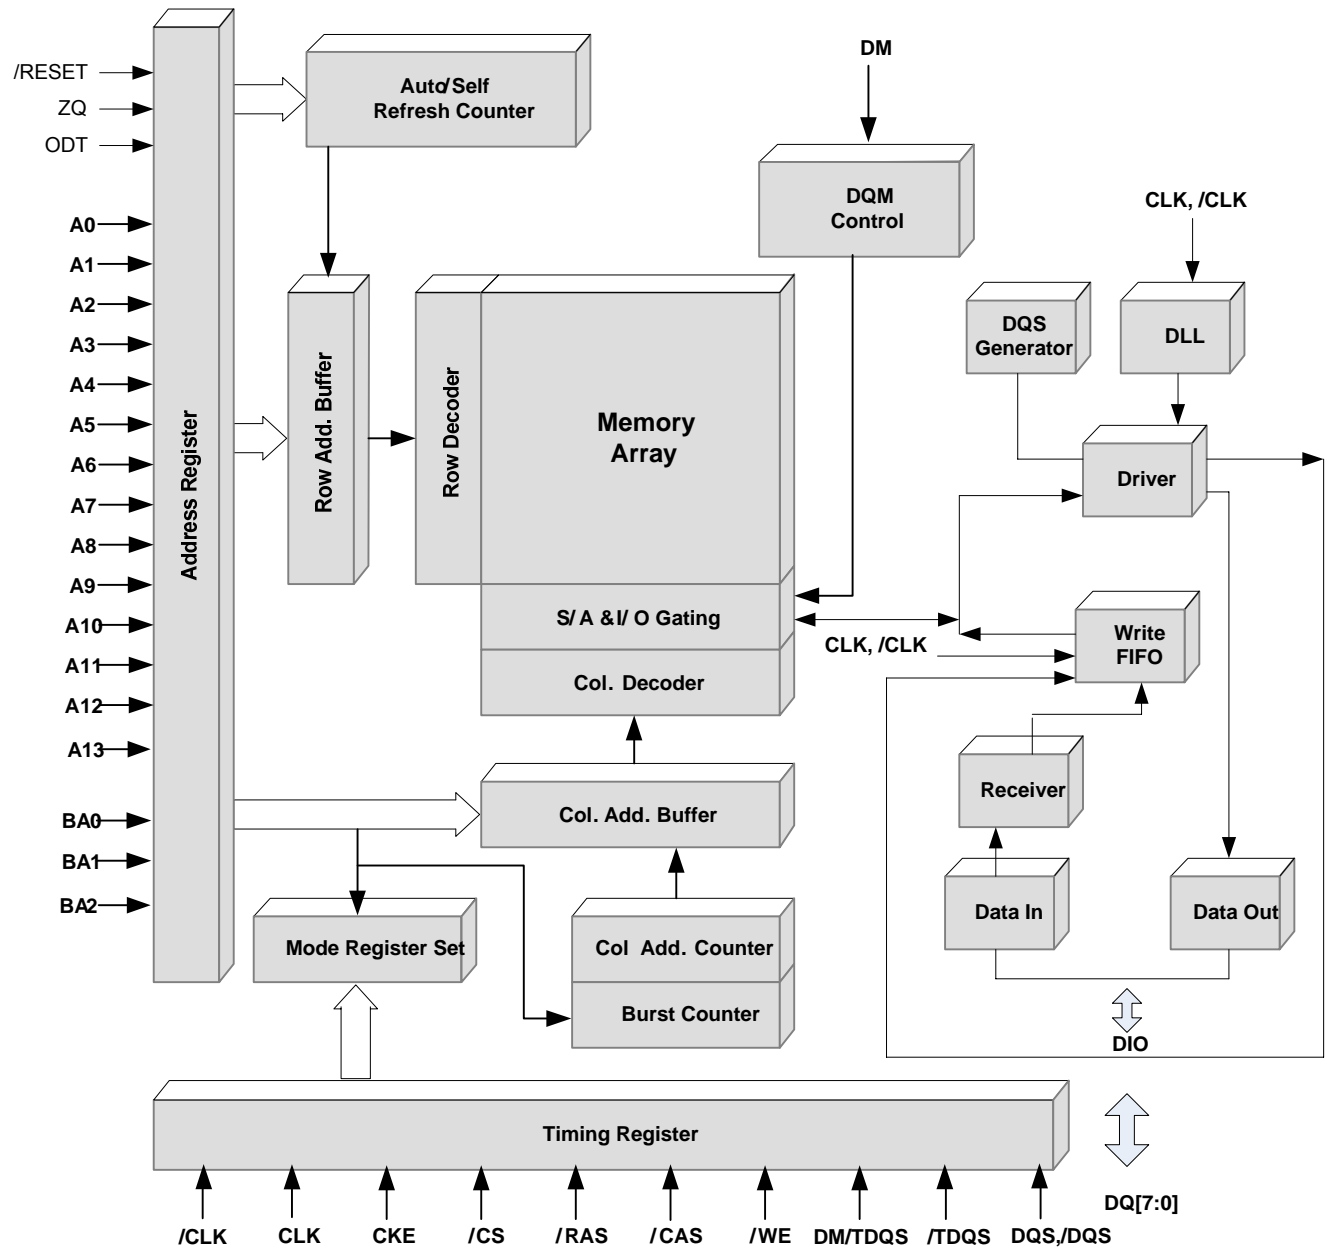 /RESET
ZQ
ODT
A0
A1
A2
A3
A4
A5
A6
A7
A8
A9
A10
A11
A12
A13
BA0
BA1
BA2
Address Register
Auto/Self
Refresh Counter
Row Add. Buffer
Row Decoder
Memory
Array
S/ A & I/ O Gating
Col. Decoder
Col. Add. Buffer
Mode Register Set
Col Add. Counter
Burst Counter
DM
DQM
Control
CLK, /CLK
DQS
Generator
DLL
Driver
CLK, /CLK
Write
FIFO
Receiver
Data In
Data Out
DIO
Timing Register
DQ[7:0]
/CLK
CLK
CKE
/CS
/RAS
/CAS
/WE
DM/TDQS
/TDQS
DQS,/DQS